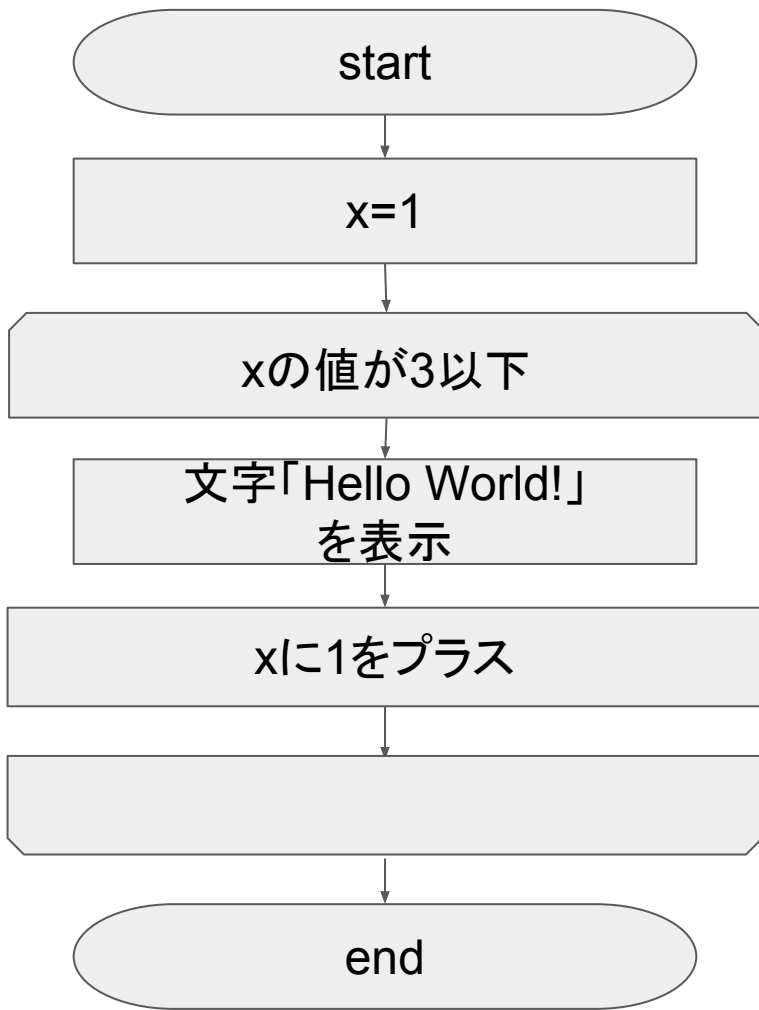 start
x=1
xの値が3以下
文字「Hello World!」
を表示
xに1をプラス
end